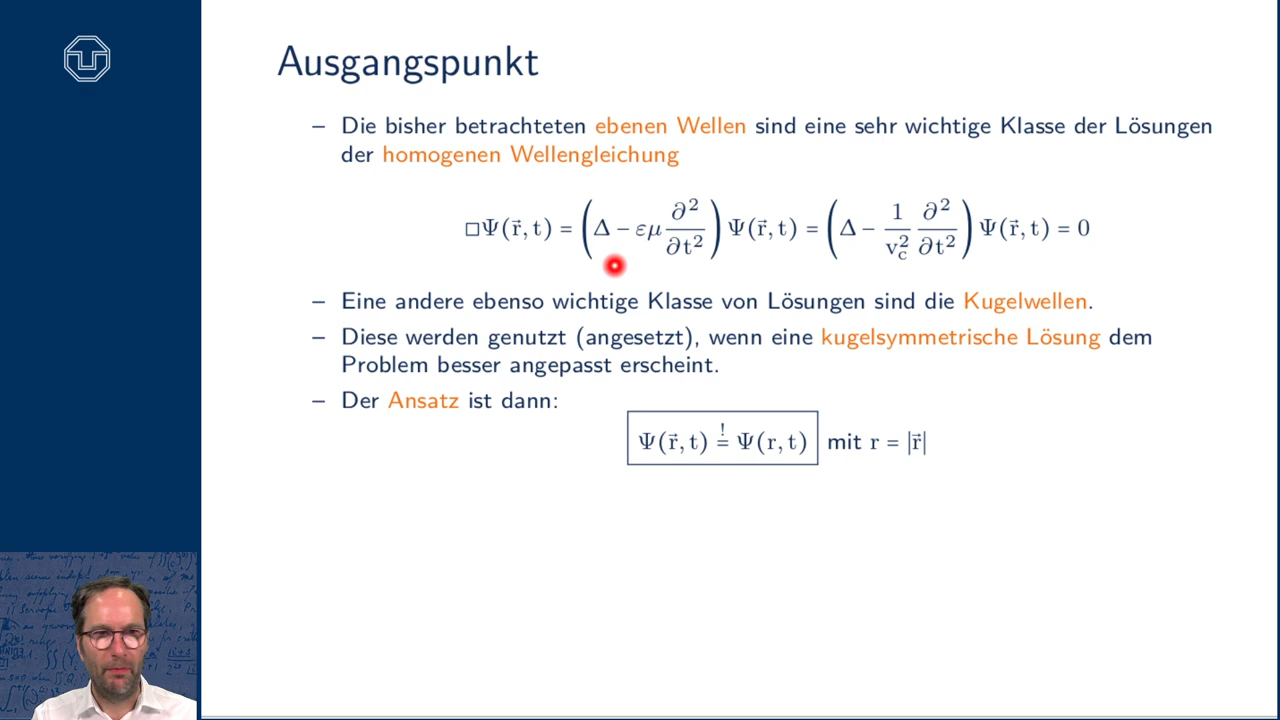 Ausgangspunkt
– Die bisher betrachteten ebenen Wellen sind eine sehr wichtige Klasse der Lösungen
der homogenen Wellengleichung
□Ψ(r⃗, t) = (Δ − εμ ∂²/∂t²) Ψ(r⃗, t) = (Δ − 1/v_c² ∂²/∂t²) Ψ(r⃗, t) = 0
– Eine andere ebenso wichtige Klasse von Lösungen sind die Kugelwellen.
– Diese werden genutzt (angesetzt), wenn eine kugelsymmetrische Lösung dem
Problem besser angepasst erscheint.
– Der Ansatz ist dann:
Ψ(r⃗, t) =! Ψ(r, t) mit r = |r⃗|